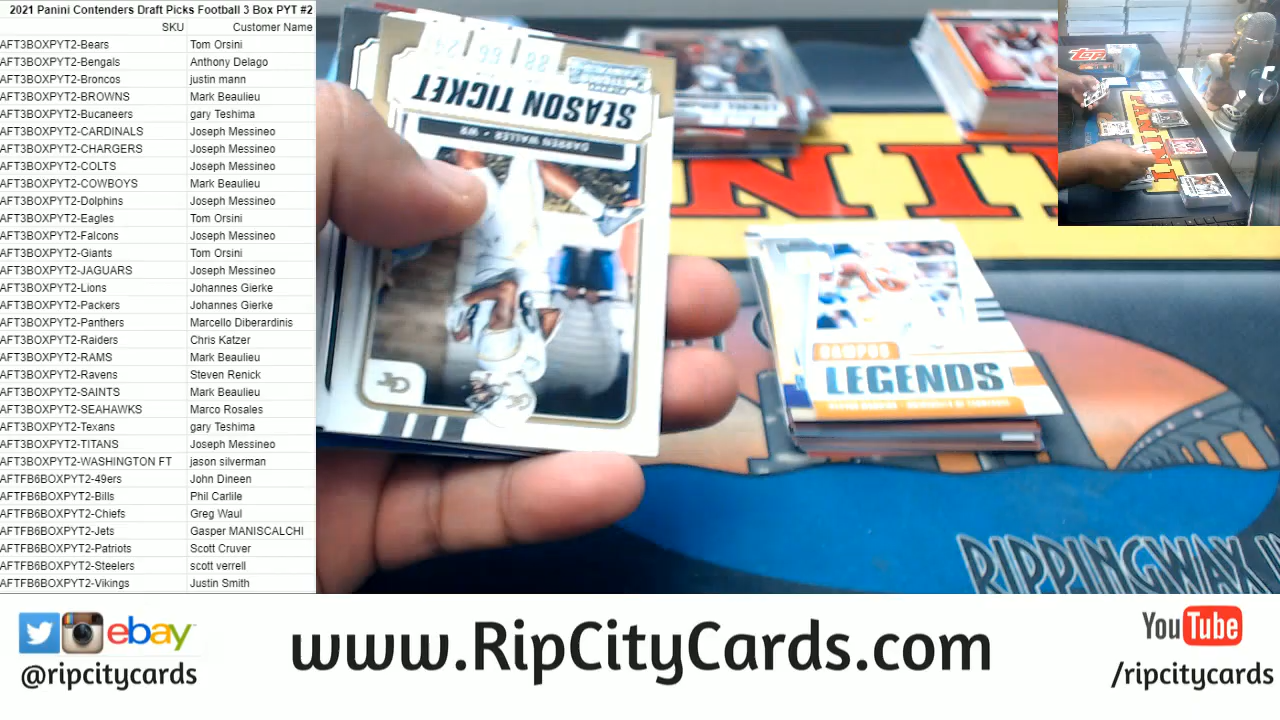 2021 Panini Contenders Draft Picks Football 3 Box PYT #2
SKU Customer Name
AFT3BOXPYT2-Bears Tom Orsini
AFT3BOXPYT2-Bengals Anthony Delago
AFT3BOXPYT2-Broncos justin mann
AFT3BOXPYT2-BROWNS Mark Beaulieu
AFT3BOXPYT2-Bucaneers gary Teshima
AFT3BOXPYT2-CARDINALS Joseph Messineo
AFT3BOXPYT2-CHARGERS Joseph Messineo
AFT3BOXPYT2-COLTS Joseph Messineo
AFT3BOXPYT2-COWBOYS Mark Beaulieu
AFT3BOXPYT2-Dolphins Joseph Messineo
AFT3BOXPYT2-Eagles Tom Orsini
AFT3BOXPYT2-Falcons Joseph Messineo
AFT3BOXPYT2-Giants Tom Orsini
AFT3BOXPYT2-JAGUARS Joseph Messineo
AFT3BOXPYT2-Lions Johannes Gierke
AFT3BOXPYT2-Packers Johannes Gierke
AFT3BOXPYT2-Panthers Marcello Diberardinis
AFT3BOXPYT2-Raiders Chris Katzer
AFT3BOXPYT2-RAMS Mark Beaulieu
AFT3BOXPYT2-Ravens Steven Renick
AFT3BOXPYT2-SAINTS Mark Beaulieu
AFT3BOXPYT2-SEAHAWKS Marco Rosales
AFT3BOXPYT2-Texans gary Teshima
AFT3BOXPYT2-TITANS Joseph Messineo
AFT3BOXPYT2-WASHINGTON FT jason silverman
AFTFB6BOXPYT2-49ers John Dineen
AFTFB6BOXPYT2-Bills Phil Carlile
AFTFB6BOXPYT2-Chiefs Greg Waul
AFTFB6BOXPYT2-Jets Gasper MANISCALCHI
AFTFB6BOXPYT2-Patriots Scott Cruver
AFTFB6BOXPYT2-Steelers scott verrell
AFTFB6BOXPYT2-Vikings Justin Smith
SEASON TICKET
DARREN WALLER • WR
GT
CAMPUS
LEGENDS
PANINI
RIPPINGWAX
ebay
@ripcitycards
www.RipCityCards.com
YouTube
/ripcitycards